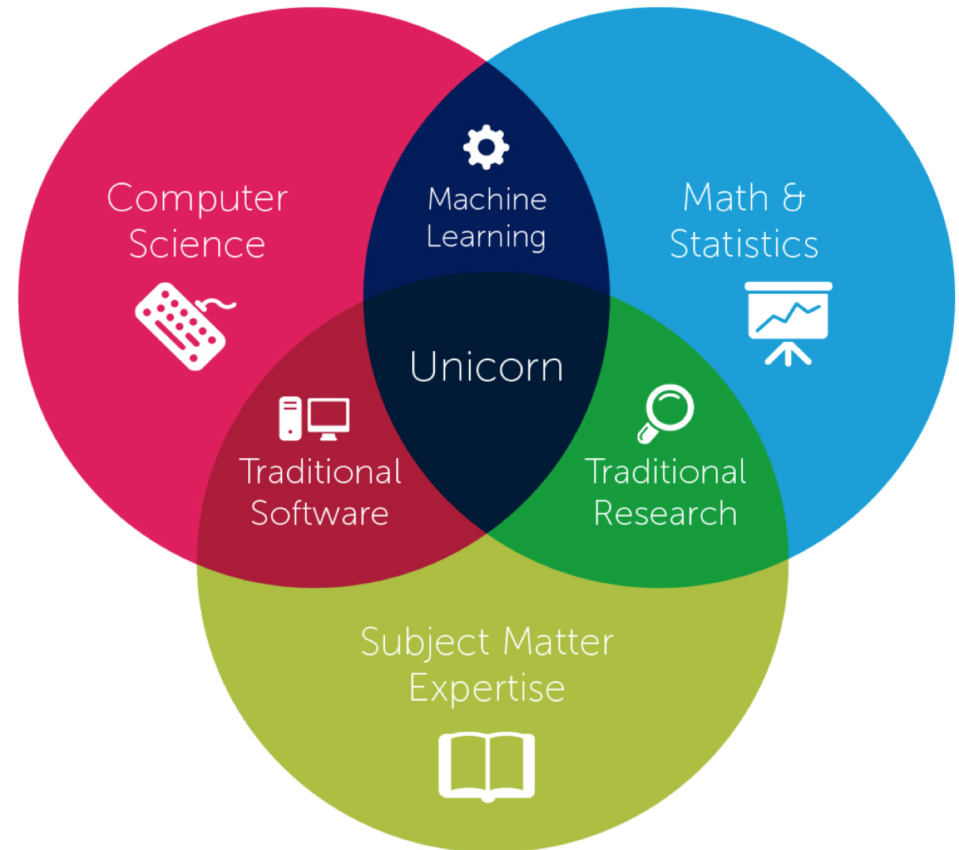 Computer
Science
Machine
Learning
Math &
Statistics
Unicorn
Traditional
Software
Traditional
Research
Subject Matter
Expertise